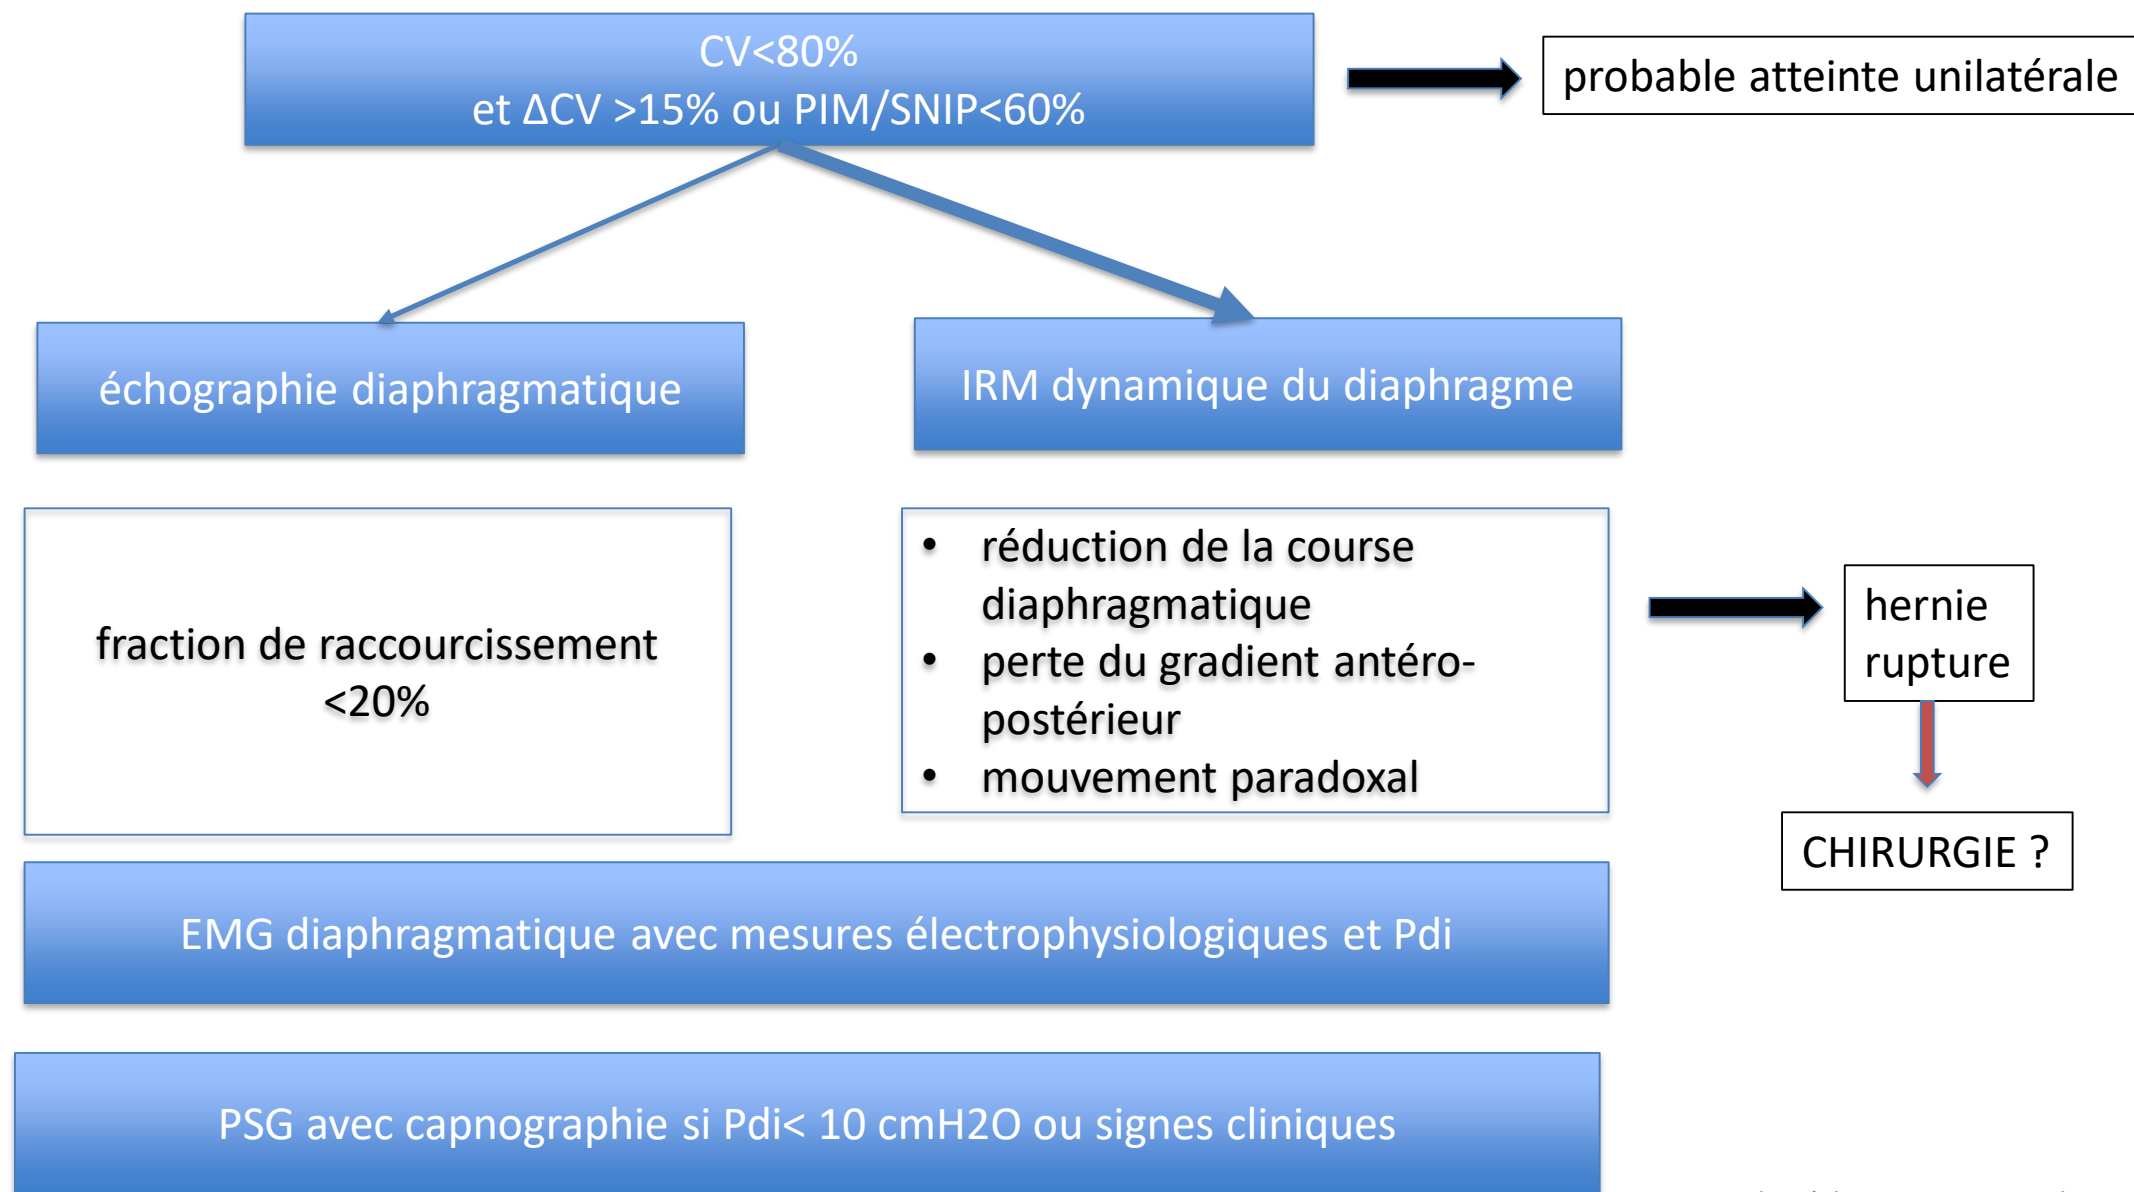 CV<80%
et ΔCV >15% ou PIM/SNIP<60%
probable atteinte unilatérale
échographie diaphragmatique
IRM dynamique du diaphragme
fraction de raccourcissement
<20%
• réduction de la course
diaphragmatique
• perte du gradient antéro-
postérieur
• mouvement paradoxal
hernie
rupture
CHIRURGIE ?
EMG diaphragmatique avec mesures électrophysiologiques et Pdi
PSG avec capnographie si Pdi< 10 cmH2O ou signes cliniques